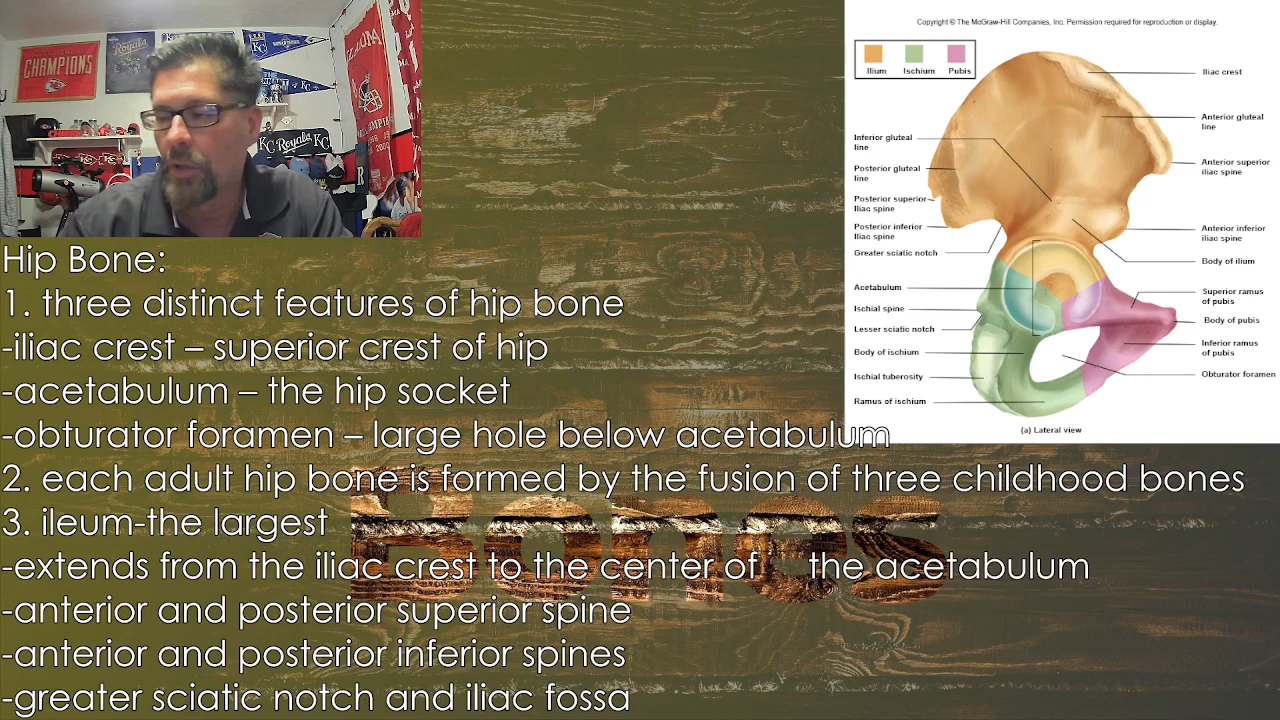 CHAMPIONS
Royals
KC
KC Royals KC
Hip Bone:
1. three distinct features of hip bone
-iliac crest – superior crest of hip
-acetabulum – the hip socket
-obturator foramen – large hole below acetabulum
2. each adult hip bone is formed by the fusion of three childhood bones
3. ileum-the largest
-extends from the iliac crest to the center of the acetabulum
-anterior and posterior superior spine
-anterior and posterior inferior spines
-greater sciatic notch and iliac fossa
Bones
Copyright © The McGraw-Hill Companies, Inc. Permission required for reproduction or display.
Ilium Ischium Pubis
Iliac crest
Anterior gluteal
line
Anterior superior
iliac spine
Anterior inferior
iliac spine
Body of ilium
Superior ramus
of pubis
Body of pubis
Inferior ramus
of pubis
Obturator foramen
Inferior gluteal
line
Posterior gluteal
line
Posterior superior
iliac spine
Posterior inferior
iliac spine
Greater sciatic notch
Acetabulum
Ischial spine
Lesser sciatic notch
Body of ischium
Ischial tuberosity
Ramus of ischium
(a) Lateral view